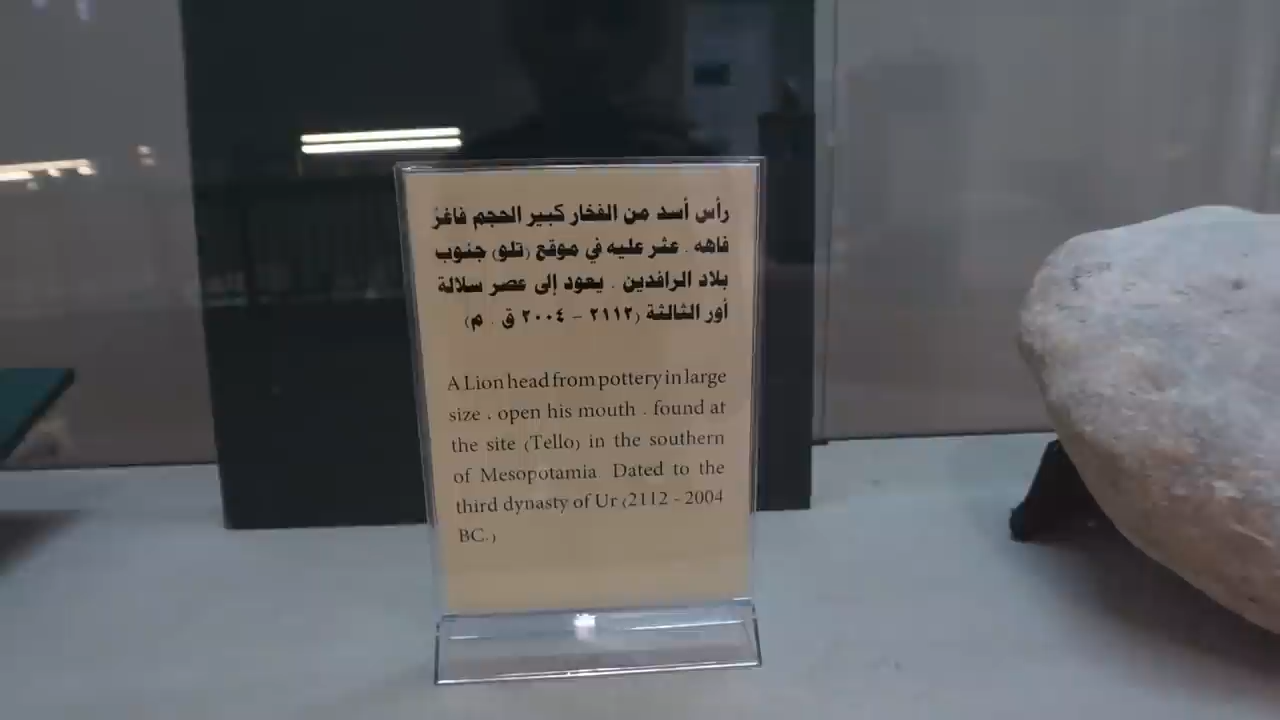 رأس أسد من الفخار كبير الحجم فاغرُ
فاهه . عثر عليه في موقع (تلو) جنوب
بلاد الرافدين . يعود إلى عصر سلالة
أور الثالثة (٢١١٢ - ٢٠٠٤ ق . م)
A Lion head from pottery in large
size . open his mouth . found at
the site (Tello) in the southern
of Mesopotamia. Dated to the
third dynasty of Ur (2112 - 2004
BC.)